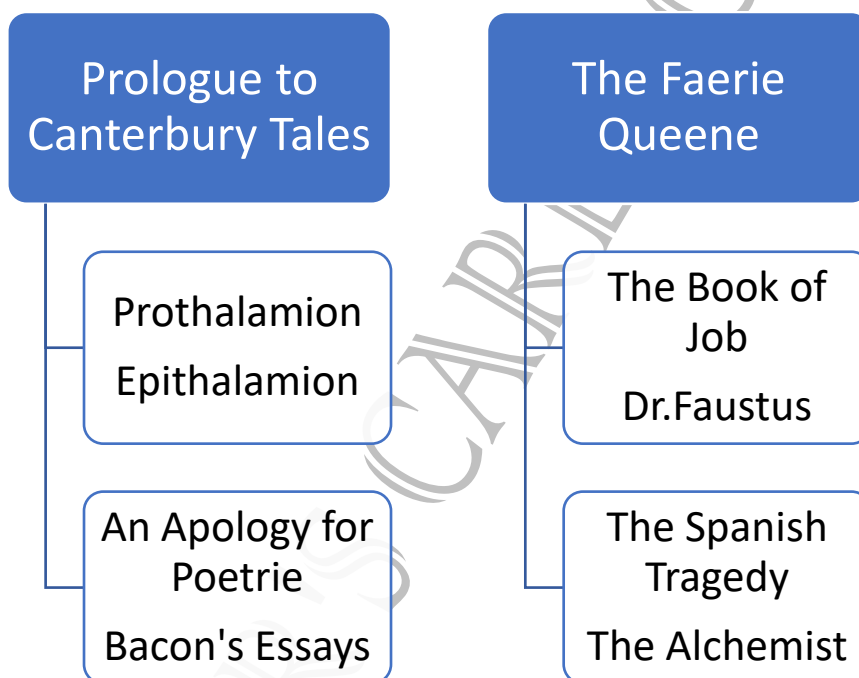 Prologue to
Canterbury Tales
Prothalamion
Epithalamion
An Apology for
Poetrie
Bacon's Essays
The Faerie
Queene
The Book of
Job
Dr.Faustus
The Spanish
Tragedy
The Alchemist